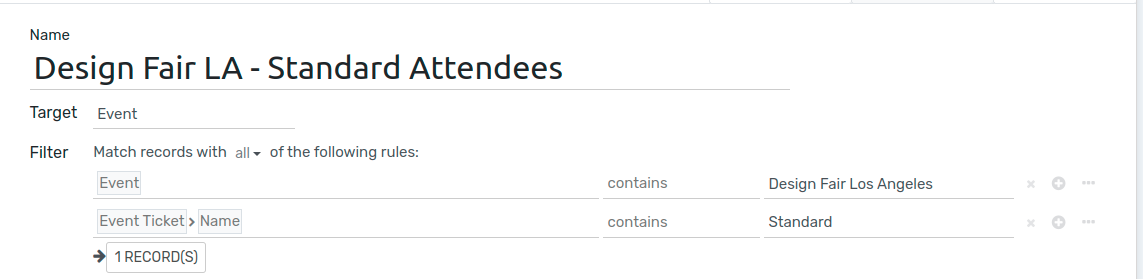 Name
Design Fair LA - Standard Attendees
Target Event
Filter Match records with all of the following rules:
Event contains Design Fair Los Angeles
Event Ticket > Name contains Standard
1 RECORD(S)